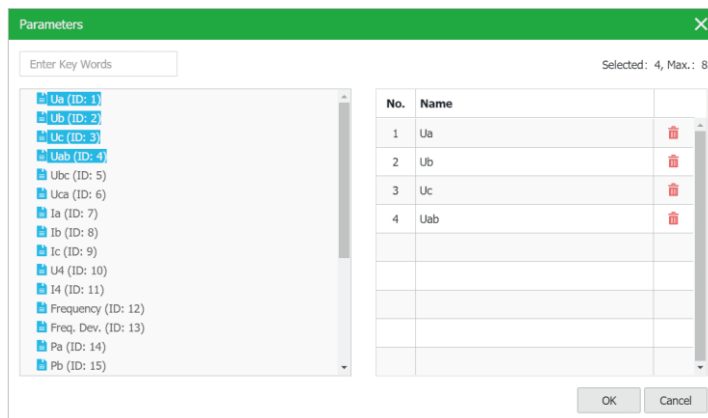 Parameters
Enter Key Words
Selected: 4, Max.: 8
Ua (ID: 1)
Ub (ID: 2)
Uc (ID: 3)
Uab (ID: 4)
Ubc (ID: 5)
Uca (ID: 6)
Ia (ID: 7)
Ib (ID: 8)
Ic (ID: 9)
U4 (ID: 10)
I4 (ID: 11)
Frequency (ID: 12)
Freq. Dev. (ID: 13)
Pa (ID: 14)
Pb (ID: 15)
No. Name
1 Ua
2 Ub
3 Uc
4 Uab
OK Cancel